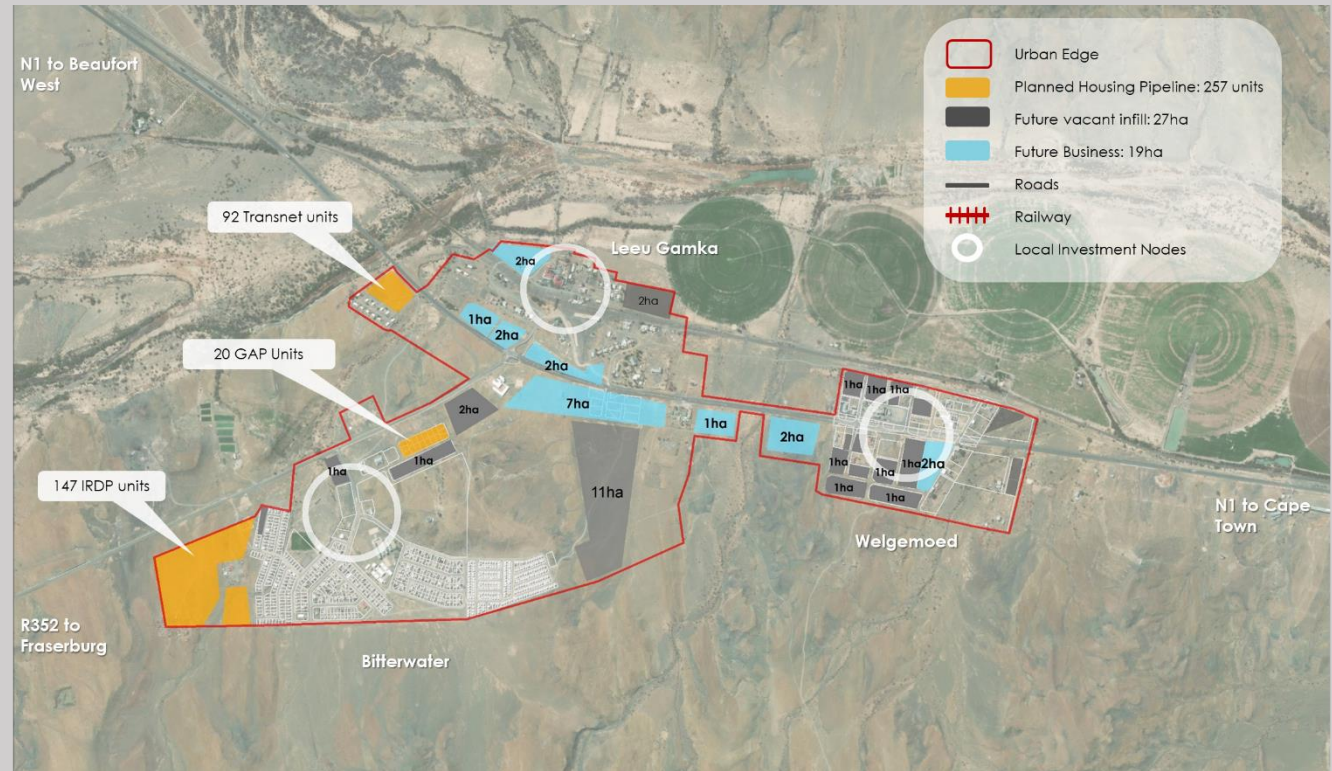 N1 to Beaufort
West
Urban Edge
Planned Housing Pipeline: 257 units
Future vacant infill: 27ha
Future Business: 19ha
Roads
Railway
Local Investment Nodes
92 Transnet units
Leeu Gamka
2ha
2ha
1ha
2ha
20 GAP Units
2ha
7ha
2ha
1ha
1ha
1ha
1ha
1ha
2ha
1ha
1ha
1ha
1ha
2ha
147 IRDP units
11ha
1ha
1ha
N1 to Cape
Town
Welgemoed
R352 to
Fraserburg
Bitterwater